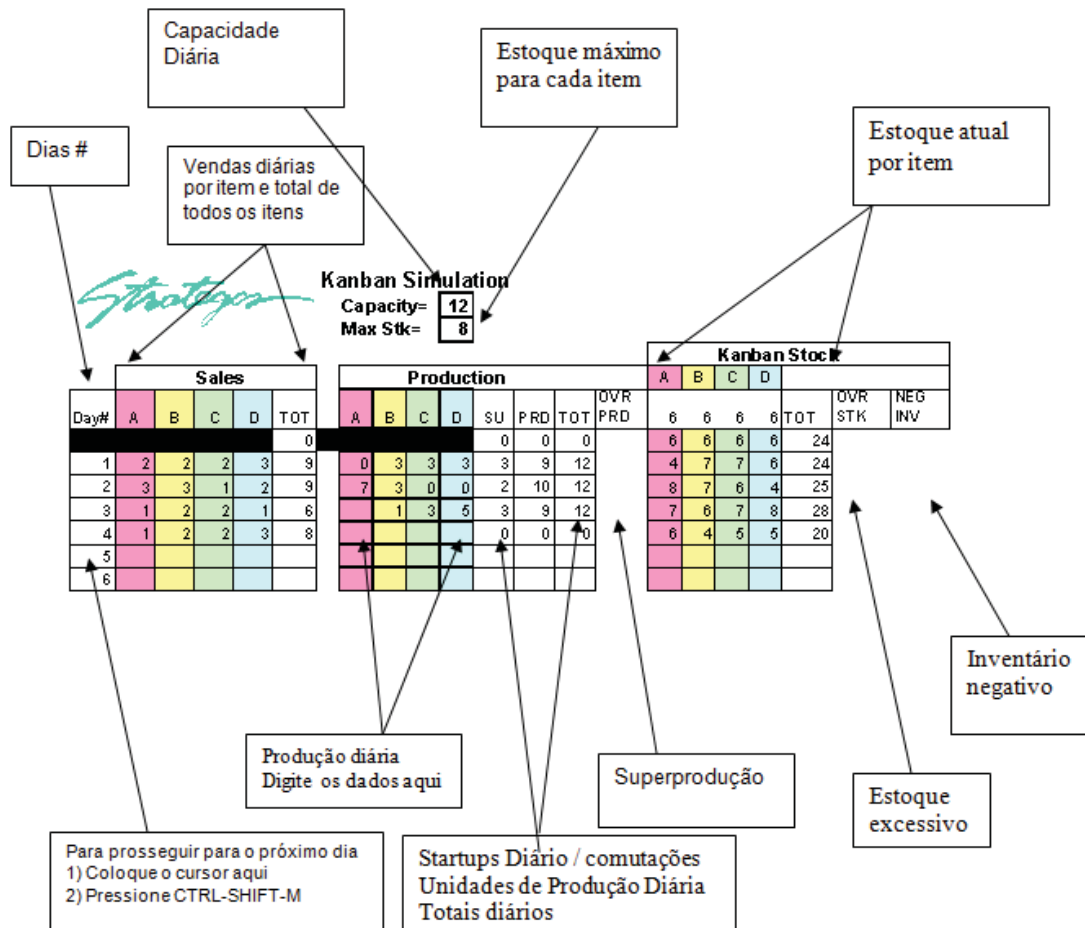 Capacidade
Diária
Estoque máximo
para cada item
Estoque atual
por item
Dias #
Vendas diárias
por item e total de
todos os itens
Strategos
Kanban Simulation
Capacity= 12
Max Stk= 8
Kanban Stock
Sales Production A B C D
Day# A B C D TOT A B C D SU PRD TOT OVR PRD 6 6 6 6 TOT OVR STK NEG INV
0 0 0 0 6 6 6 6 24
1 2 2 2 3 9 0 3 3 3 3 9 12 4 7 7 6 24
2 3 3 1 2 9 7 3 0 0 2 10 12 8 7 6 4 25
3 1 2 2 1 6 1 3 5 3 9 12 7 6 7 8 28
4 1 2 2 3 8 0 0 0 6 4 5 5 20
5
6
Inventário
negativo
Produção diária
Digite os dados aqui
Superprodução
Estoque
excessivo
Para prosseguir para o próximo dia
1) Coloque o cursor aqui
2) Pressione CTRL-SHIFT-M
Startups Diário / comutações
Unidades de Produção Diária
Totais diários